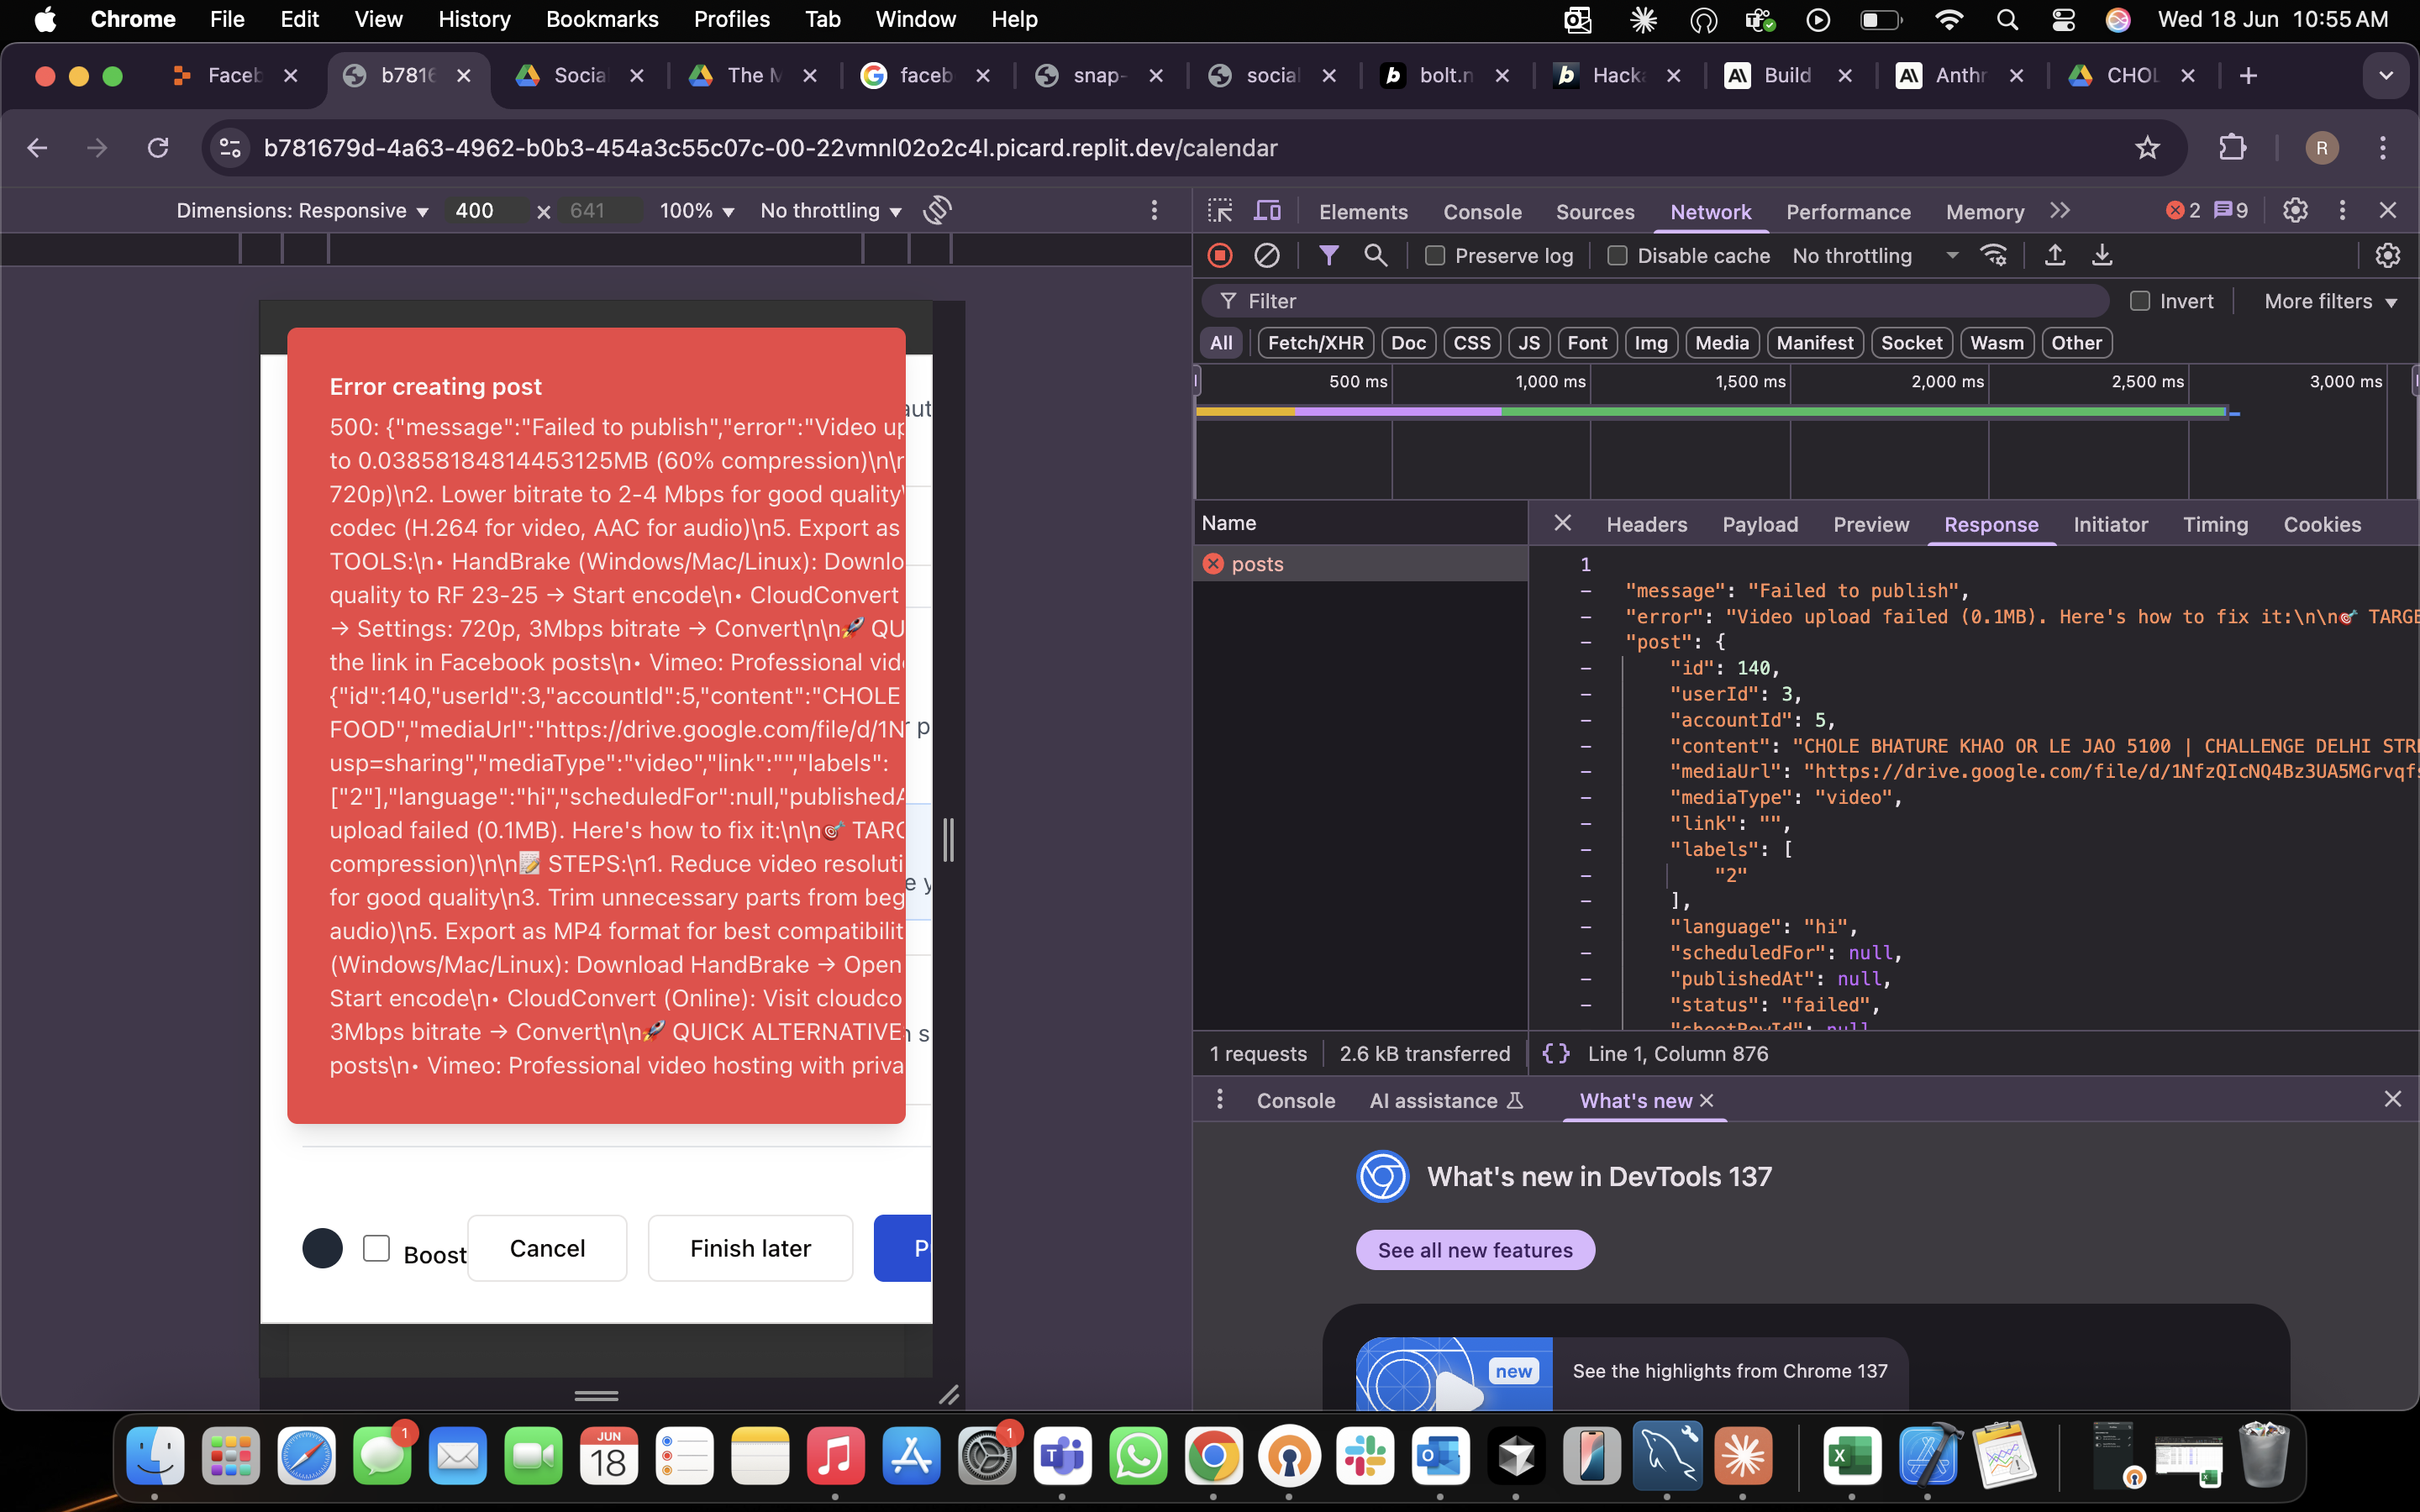 Chrome File Edit View History Bookmarks Profiles Tab Window Help Wed 18 Jun 10:55 AM
Faceb b7816 Social The M faceb snap- social bolt.n Hacka Build Anthr CHOL
b781679d-4a63-4962-b0b3-454a3c55c07c-00-22vmnl02o2c4l.picard.replit.dev/calendar R
Dimensions: Responsive 400 x 641 100% No throttling
Elements Console Sources Network Performance Memory 2 9
Preserve log Disable cache No throttling
Filter Invert More filters
All Fetch/XHR Doc CSS JS Font Img Media Manifest Socket Wasm Other
500 ms 1,000 ms 1,500 ms 2,000 ms 2,500 ms 3,000 ms
Error creating post
500: {"message":"Failed to publish","error":"Video up
to 0.03858184814453125MB (60% compression)\n\n
720p)\n2. Lower bitrate to 2-4 Mbps for good quality\
codec (H.264 for video, AAC for audio)\n5. Export as
TOOLS:\n• HandBrake (Windows/Mac/Linux): Downlo
quality to RF 23-25 → Start encode\n• CloudConvert
→ Settings: 720p, 3Mbps bitrate → Convert\n\n🚀 QU
the link in Facebook posts\n• Vimeo: Professional vid
{"id":140,"userId":3,"accountId":5,"content":"CHOLE
FOOD","mediaUrl":"https://drive.google.com/file/d/1N
usp=sharing","mediaType":"video","link":"","labels":
["2"],"language":"hi","scheduledFor":null,"publishedA
upload failed (0.1MB). Here's how to fix it:\n\n🎯 TARG
compression)\n\n📝 STEPS:\n1. Reduce video resoluti
for good quality\n3. Trim unnecessary parts from beg
audio)\n5. Export as MP4 format for best compatibilit
(Windows/Mac/Linux): Download HandBrake → Open
Start encode\n• CloudConvert (Online): Visit cloudco
3Mbps bitrate → Convert\n\n🚀 QUICK ALTERNATIVE
posts\n• Vimeo: Professional video hosting with priva
aut
p
e y
n s
Boost Cancel Finish later P
Name
posts
Headers Payload Preview Response Initiator Timing Cookies
1
"message": "Failed to publish",
"error": "Video upload failed (0.1MB). Here's how to fix it:\n\n🎯 TARGE
"post": {
"id": 140,
"userId": 3,
"accountId": 5,
"content": "CHOLE BHATURE KHAO OR LE JAO 5100 | CHALLENGE DELHI STR
"mediaUrl": "https://drive.google.com/file/d/1NfzQIcNQ4Bz3UA5MGrvqfs
"mediaType": "video",
"link": "",
"labels": [
"2"
],
"language": "hi",
"scheduledFor": null,
"publishedAt": null,
"status": "failed",
"sheetRowId": null
1 requests 2.6 kB transferred {} Line 1, Column 876
Console AI assistance What's new
What's new in DevTools 137
See all new features
new See the highlights from Chrome 137
1 JUN 18 1